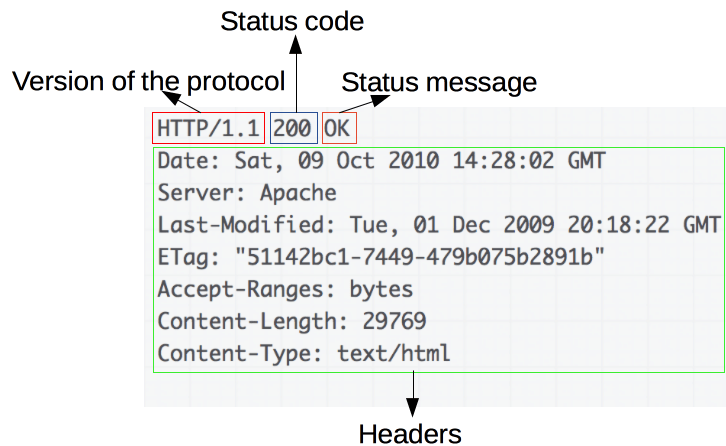 Status code
Version of the protocol
Status message
HTTP/1.1 200 OK
Date: Sat, 09 Oct 2010 14:28:02 GMT
Server: Apache
Last-Modified: Tue, 01 Dec 2009 20:18:22 GMT
ETag: "51142bc1-7449-479b075b2891b"
Accept-Ranges: bytes
Content-Length: 29769
Content-Type: text/html
Headers